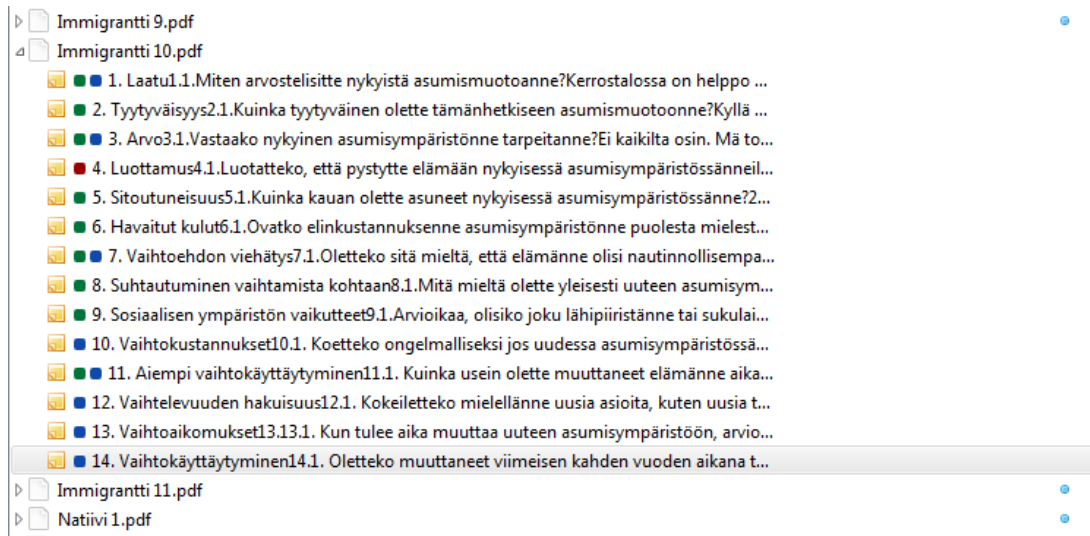 Immigrantti 9.pdf
Immigrantti 10.pdf
1. Laatu1.1.Miten arvostelisitte nykyistä asumismuotoanne?Kerrostalossa on helppo ...
2. Tyytyväisyys2.1.Kuinka tyytyväinen olette tämänhetkiseen asumismuotoonne?Kyllä ...
3. Arvo3.1.Vastaako nykyinen asumisympäristönne tarpeitanne?Ei kaikilta osin. Mä to...
4. Luottamus4.1.Luotatteko, että pystytte elämään nykyisessä asumisympäristössänneil...
5. Sitoutuneisuus5.1.Kuinka kauan olette asuneet nykyisessä asumisympäristössänne?2...
6. Havaitut kulut6.1.Ovatko elinkustannuksenne asumisympäristönne puolesta mielest...
7. Vaihtoehdon viehätys7.1.Oletteko sitä mieltä, että elämänne olisi nautinnollisempa...
8. Suhtautuminen vaihtamista kohtaan8.1.Mitä mieltä olette yleisesti uuteen asumisym...
9. Sosiaalisen ympäristön vaikutteet9.1.Arvioikaa, olisiko joku lähipiiristänne tai sukulai...
10. Vaihtokustannukset10.1. Koetteko ongelmalliseksi jos uudessa asumisympäristössä...
11. Aiempi vaihtokäyttäytyminen11.1. Kuinka usein olette muuttaneet elämänne aika...
12. Vaihtelevuuden hakuisuus12.1. Kokeiletteko mielellänne uusia asioita, kuten uusia t...
13. Vaihtoaikomukset13.13.1. Kun tulee aika muuttaa uuteen asumisympäristöön, arvio...
14. Vaihtokäyttäytyminen14.1. Oletteko muuttaneet viimeisen kahden vuoden aikana t...
Immigrantti 11.pdf
Natiivi 1.pdf